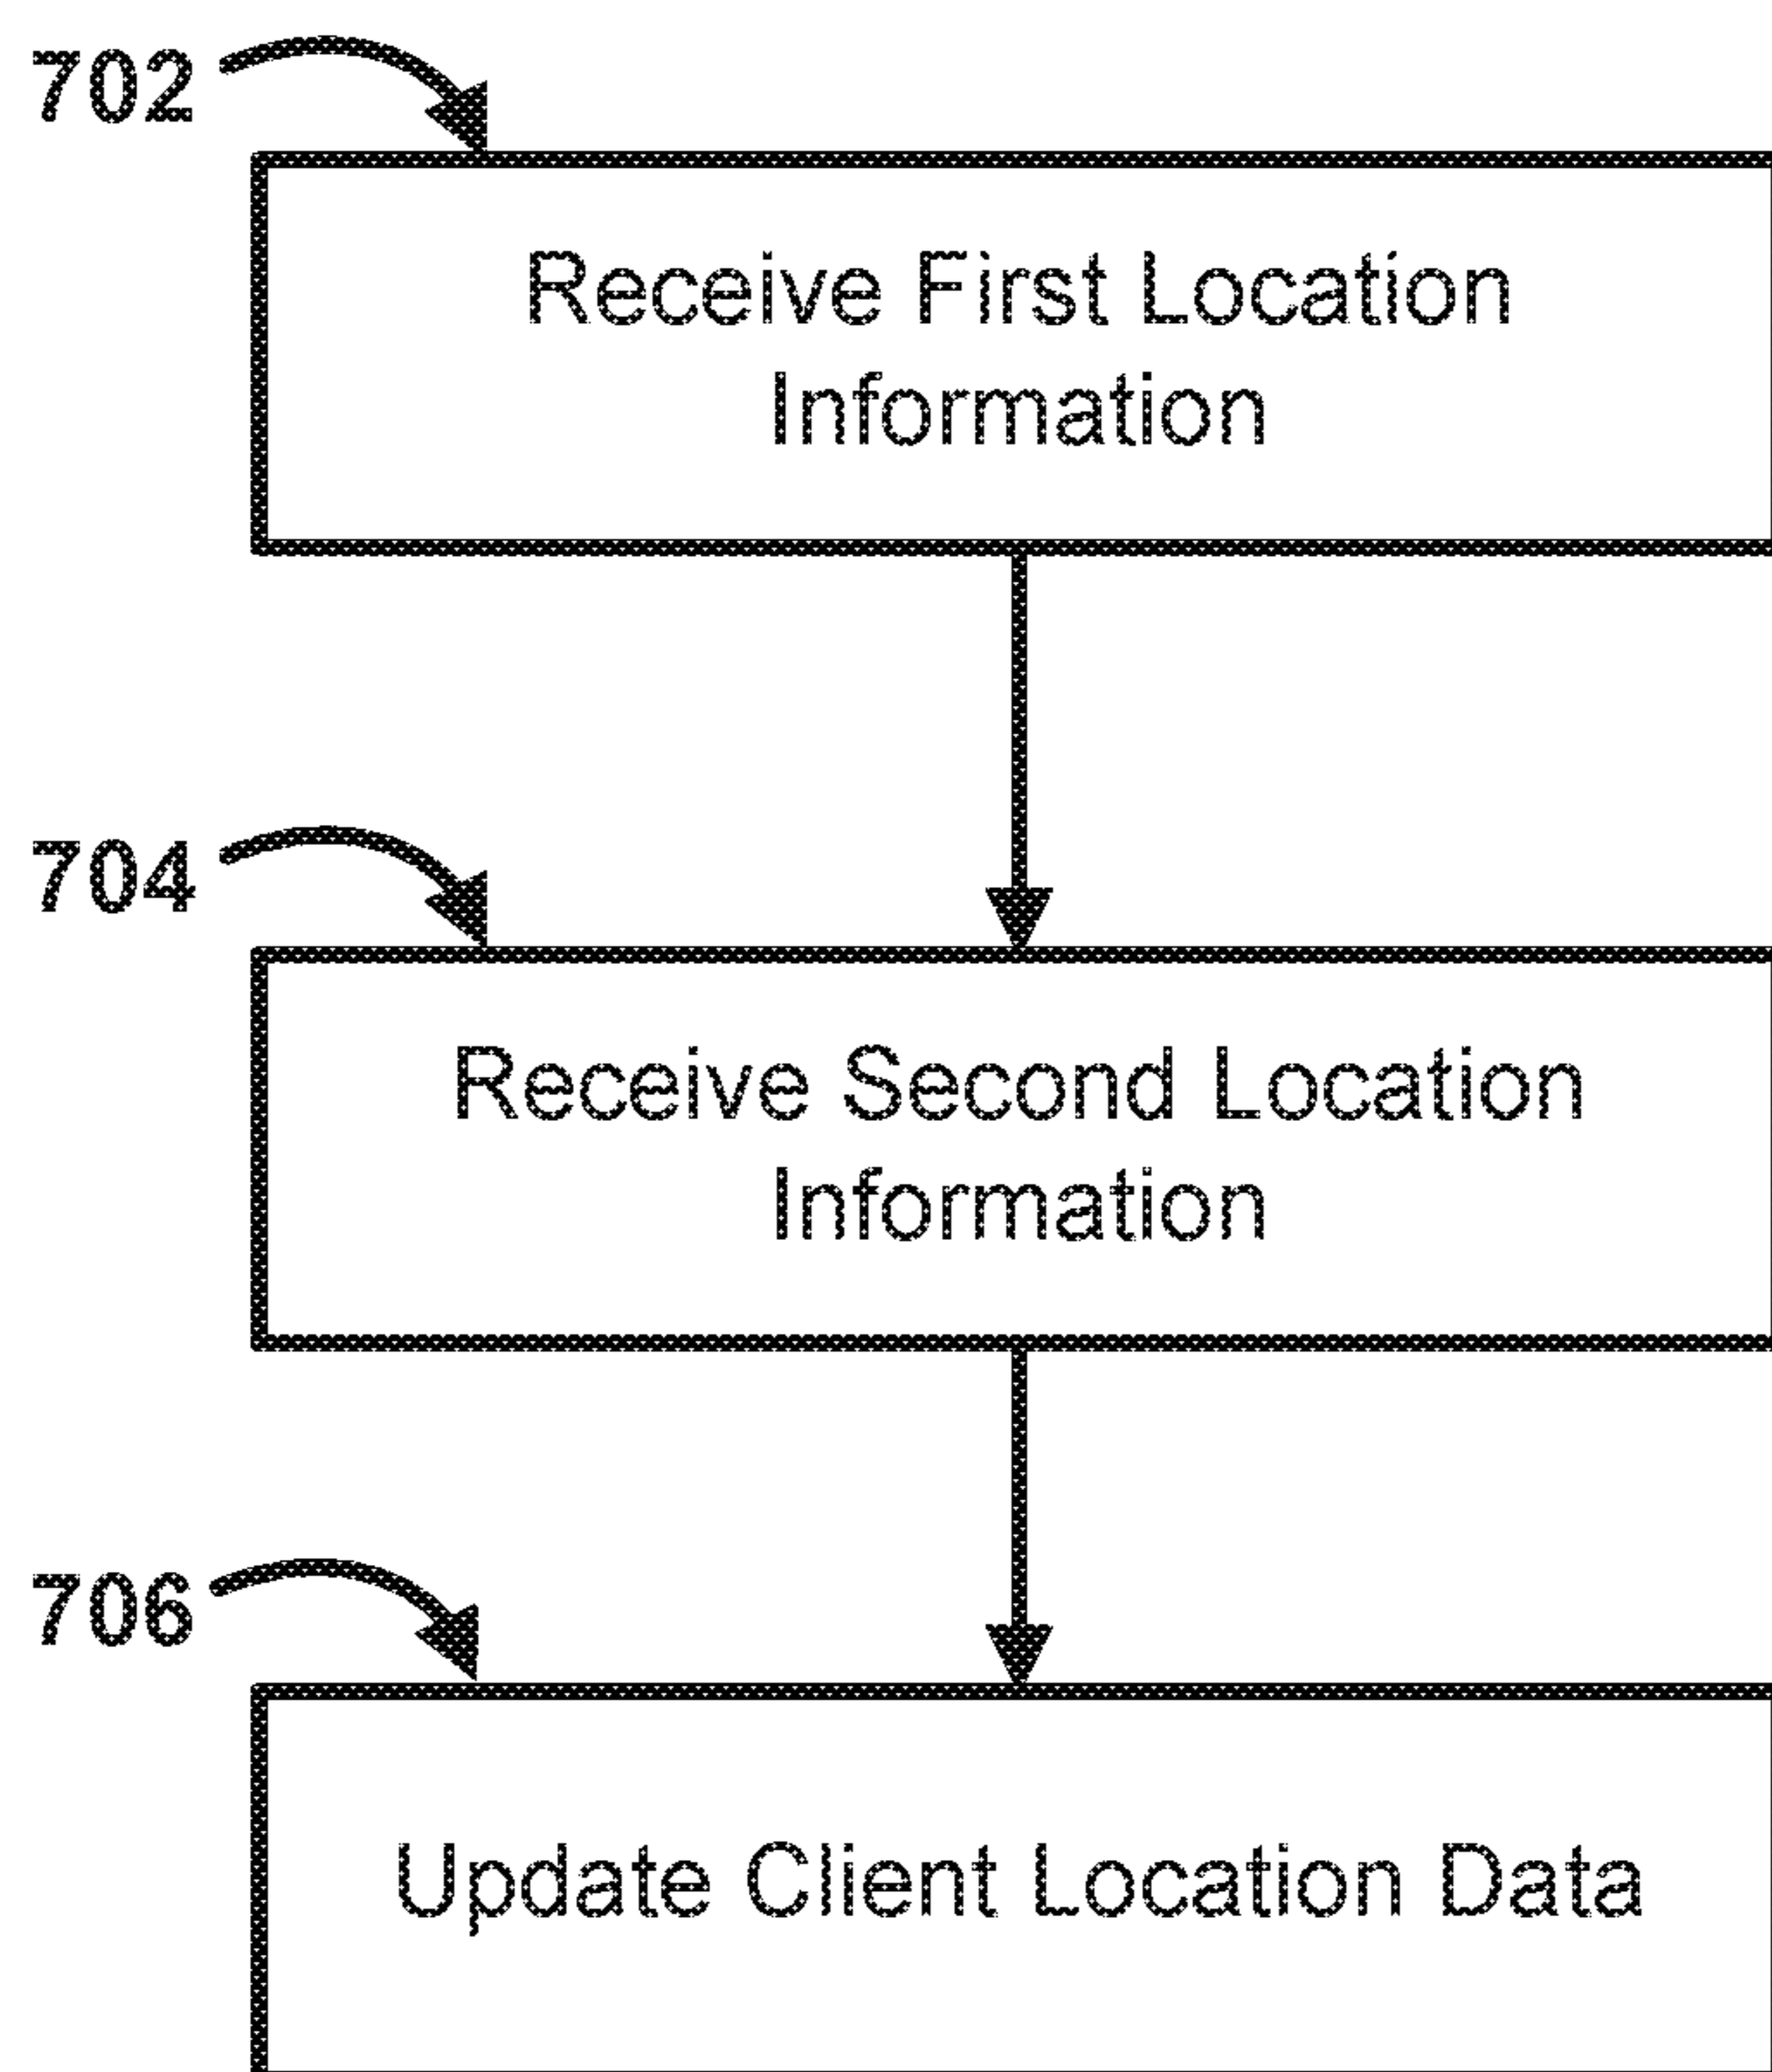 702
Receive First Location
Information
704
Receive Second Location
Information
706
Update Client Location Data